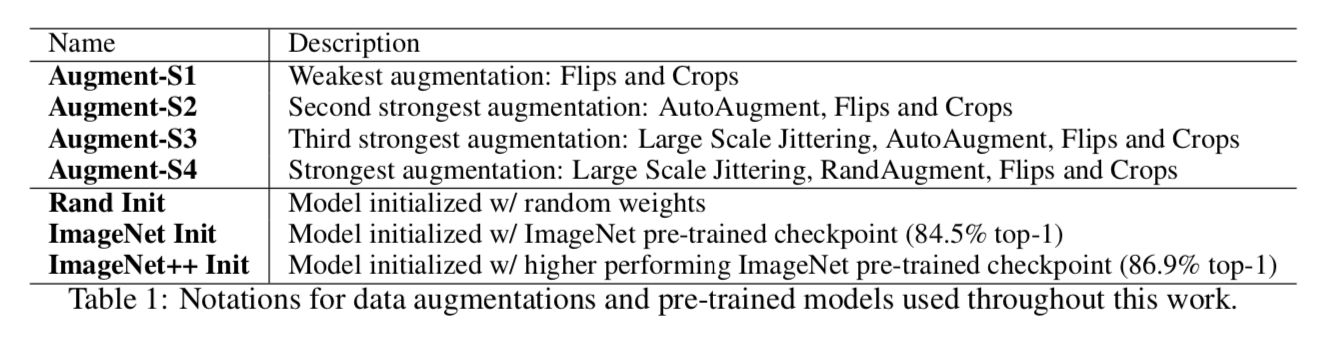 Name Description
Augment-S1 Weakest augmentation: Flips and Crops
Augment-S2 Second strongest augmentation: AutoAugment, Flips and Crops
Augment-S3 Third strongest augmentation: Large Scale Jittering, AutoAugment, Flips and Crops
Augment-S4 Strongest augmentation: Large Scale Jittering, RandAugment, Flips and Crops
Rand Init Model initialized w/ random weights
ImageNet Init Model initialized w/ ImageNet pre-trained checkpoint (84.5% top-1)
ImageNet++ Init Model initialized w/ higher performing ImageNet pre-trained checkpoint (86.9% top-1)
Table 1: Notations for data augmentations and pre-trained models used throughout this work.